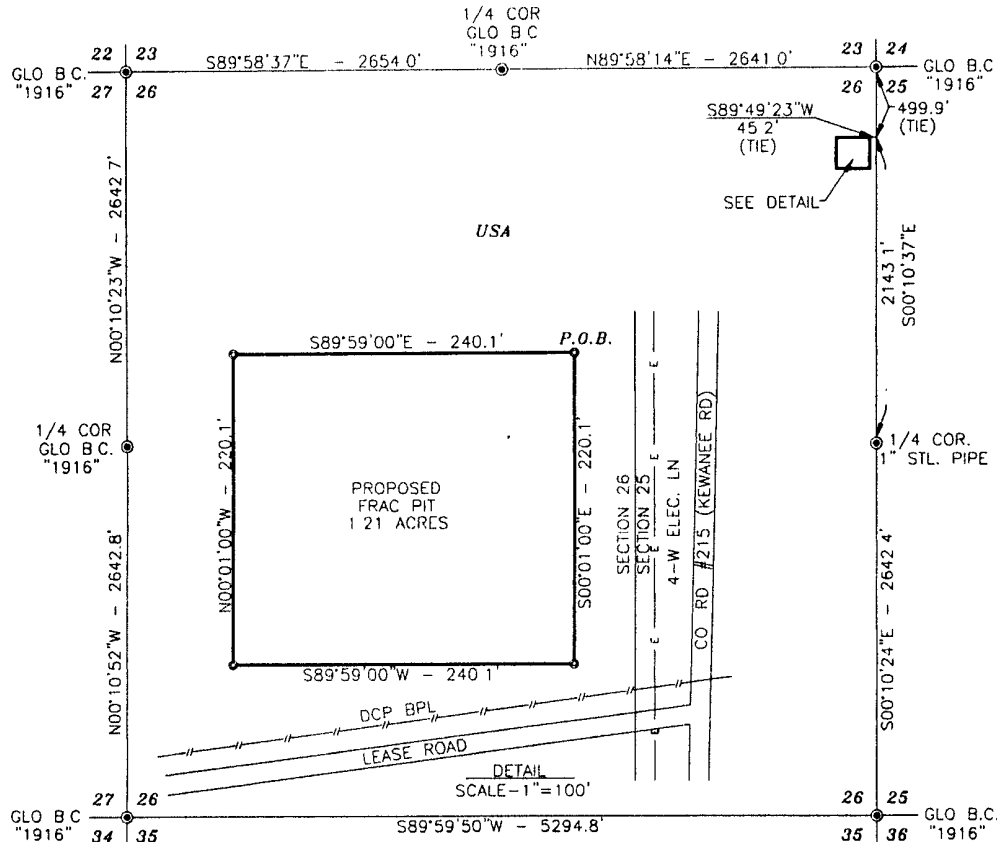 1/4 COR
GLO B C
"1916"
22 23
S89°58'37"E - 2654 0'
N89°58'14"E - 2641 0'
23 24
GLO B.C.
"1916"
27 26
26 25
GLO B.C
"1916"
S89°49'23"W
45 2'
(TIE)
499.9'
(TIE)
SEE DETAIL
N00°10'23"W - 2642 7'
USA
2143 1'
S00°10'37"E
S89°59'00"E - 240.1'
P.O.B.
1/4 COR
GLO B C.
"1916"
N00°01'00"W - 220.1'
PROPOSED
FRAC PIT
1 21 ACRES
S00°01'00"E - 220.1'
SECTION 26
SECTION 25
E
E
E
E
4-W ELEC. LN
CO RD #215 (KEWANEE RD)
1/4 COR.
1" STL. PIPE
N00°10'52"W - 2642.8'
S00°10'24"E - 2642 4'
S89°59'00"W - 240 1'
DCP BPL
LEASE ROAD
DETAIL
SCALE-1"=100'
27 26
GLO B C
"1916"
34 35
S89°59'50"W - 5294.8'
26 25
GLO B.C.
"1916"
35 36